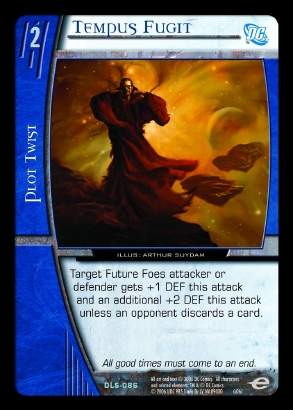 Tempus Fugit
2
DC
Plot Twist
Illus: Arthur Suydam
Target Future Foes attacker or
defender gets +1 DEF this attack
and an additional +2 DEF this attack
unless an opponent discards a card.
All good times must come to an end.
DLS-086